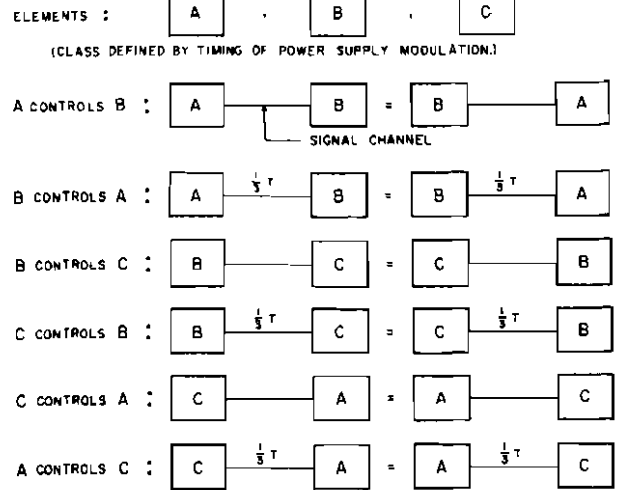 ELEMENTS : A , B , C
(CLASS DEFINED BY TIMING OF POWER SUPPLY MODULATION.)
A CONTROLS B : A B = B A
SIGNAL CHANNEL
B CONTROLS A : A 1/3 T B = B 1/3 T A
B CONTROLS C : B C = C B
C CONTROLS B : B 1/3 T C = C 1/3 T B
C CONTROLS A : C A = A C
A CONTROLS C : C 1/3 T A = A 1/3 T C